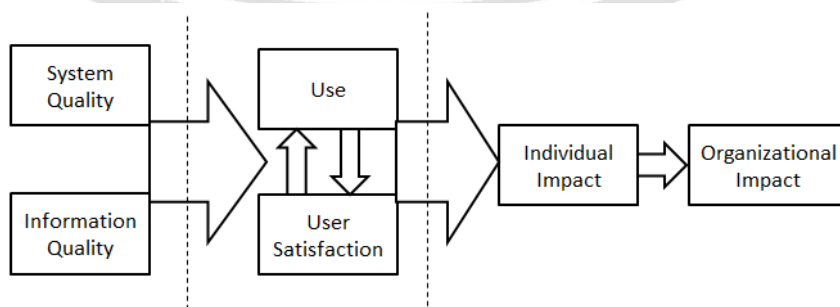 System
Quality
Information
Quality
Use
User
Satisfaction
Individual
Impact
Organizational
Impact